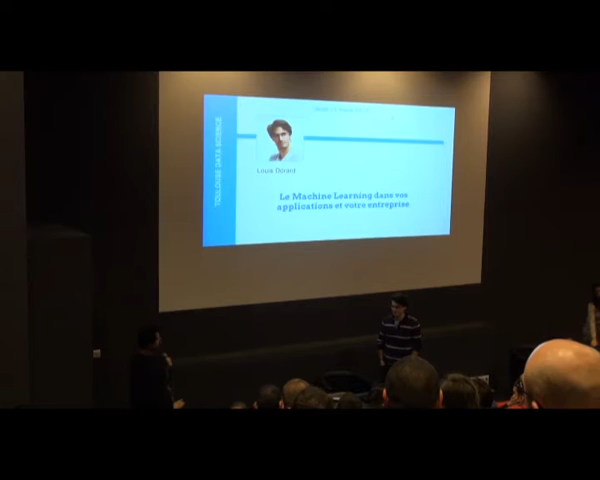 TOULOUSE DATA SCIENCE
Louis Dorard
Le Machine Learning dans vos
applications et votre entreprise